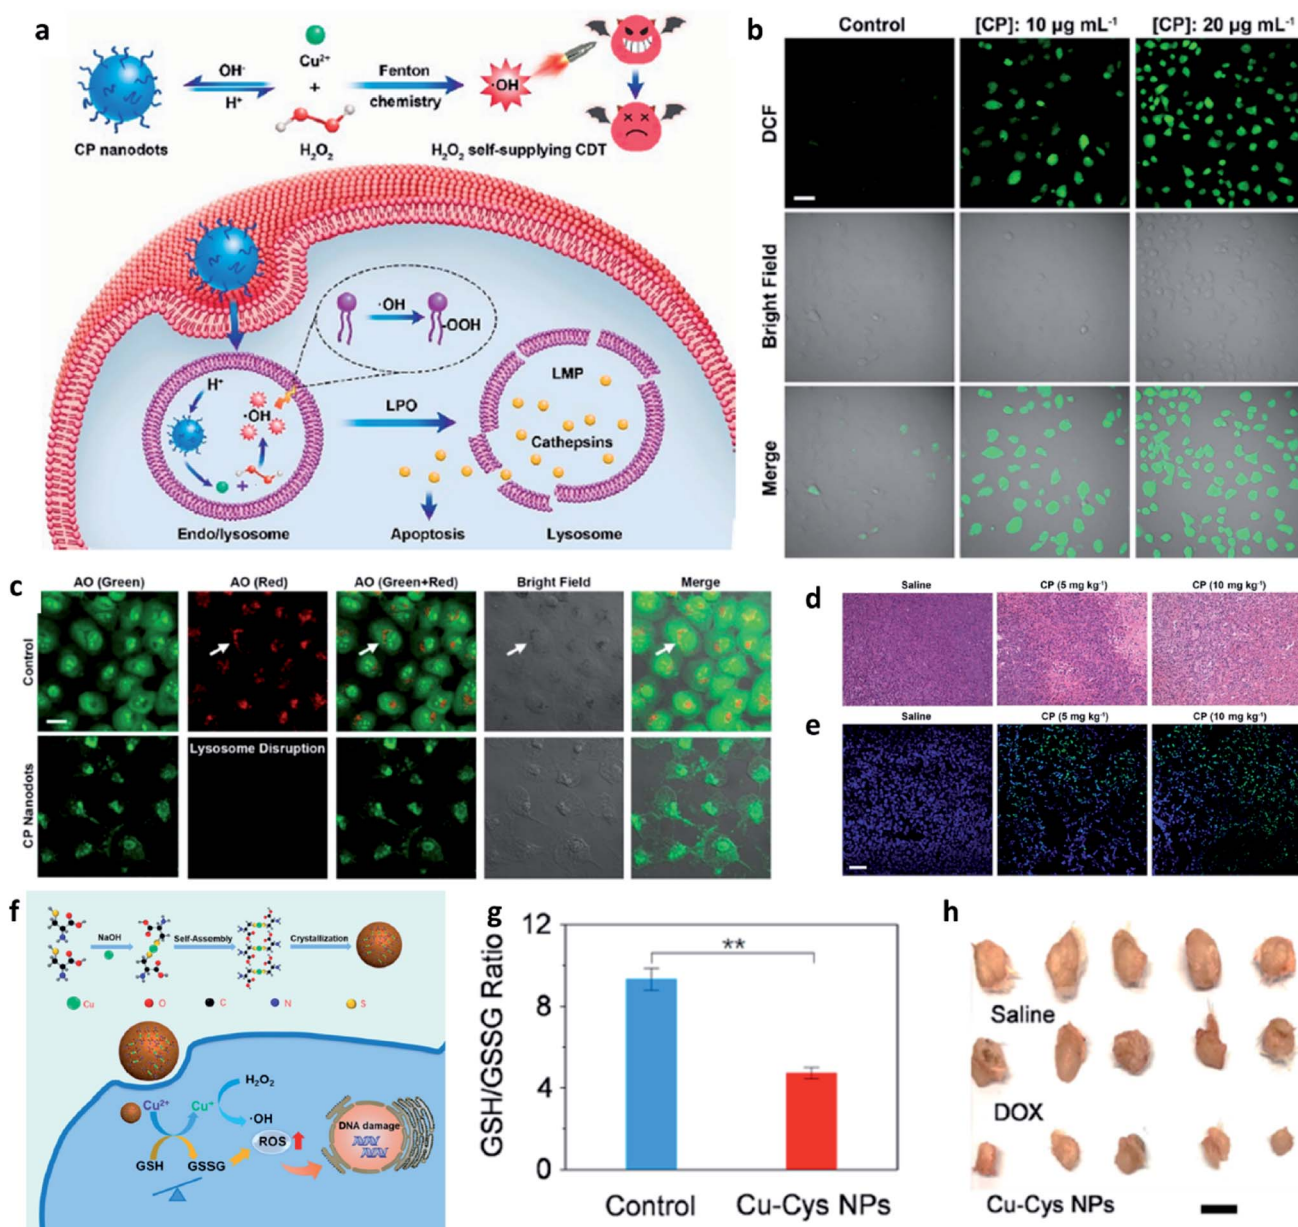 a
OH⁻
H⁺
CP nanodots
Cu²⁺
+
H₂O₂
Fenton
chemistry
·OH
H₂O₂ self-supplying CDT
·OH
-OOH
H⁺
·OH
+
LPO
LMP
Cathepsins
Endo/lysosome
Apoptosis
Lysosome
b
Control
[CP]: 10 µg mL⁻¹
[CP]: 20 µg mL⁻¹
DCF
Bright Field
Merge
c
AO (Green)
AO (Red)
AO (Green+Red)
Bright Field
Merge
Control
CP Nanodots
Lysosome Disruption
d
Saline
CP (5 mg kg⁻¹)
CP (10 mg kg⁻¹)
e
Saline
CP (5 mg kg⁻¹)
CP (10 mg kg⁻¹)
f
NaOH
Self-Assembly
Crystallization
Cu
O
C
N
S
H₂O₂
Cu²⁺
Cu⁺
·OH
ROS
GSH
GSSG
DNA damage
g
GSH/GSSG Ratio
12
8
4
0
**
Control
Cu-Cys NPs
h
Saline
DOX
Cu-Cys NPs